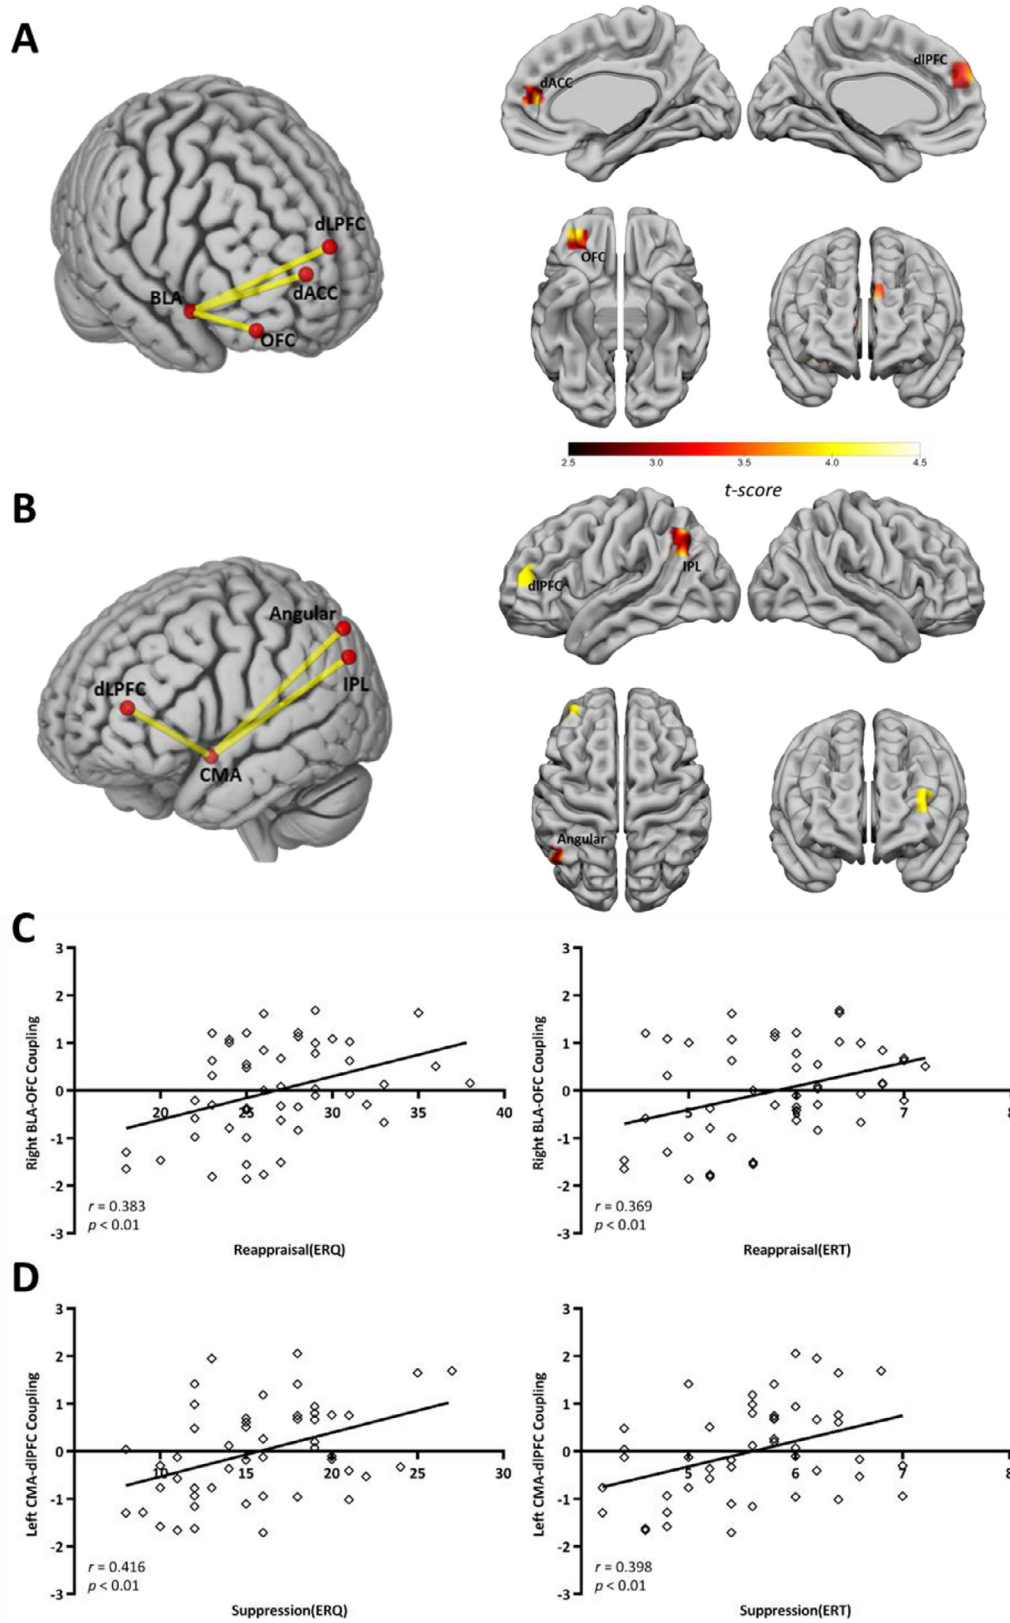 A
dACC
dlPFC
dLPFC
BLA
dACC
OFC
OFC
2.5 3.0 3.5 4.0 4.5
t-score
B
Angular
IPL
dLPFC
CMA
dlPFC
IPL
Angular
C
Right BLA-OFC Coupling
3
2
1
0
-1
-2
-3
20 25 30 35 40
r = 0.383
p < 0.01
Reappraisal(ERQ)
Right BLA-OFC Coupling
3
2
1
0
-1
-2
-3
5 6 7 8
r = 0.369
p < 0.01
Reappraisal(ERT)
D
Left CMA-dlPFC Coupling
3
2
1
0
-1
-2
-3
10 15 20 25 30
r = 0.416
p < 0.01
Suppression(ERQ)
Left CMA-dlPFC Coupling
3
2
1
0
-1
-2
-3
5 6 7 8
r = 0.398
p < 0.01
Suppression(ERT)